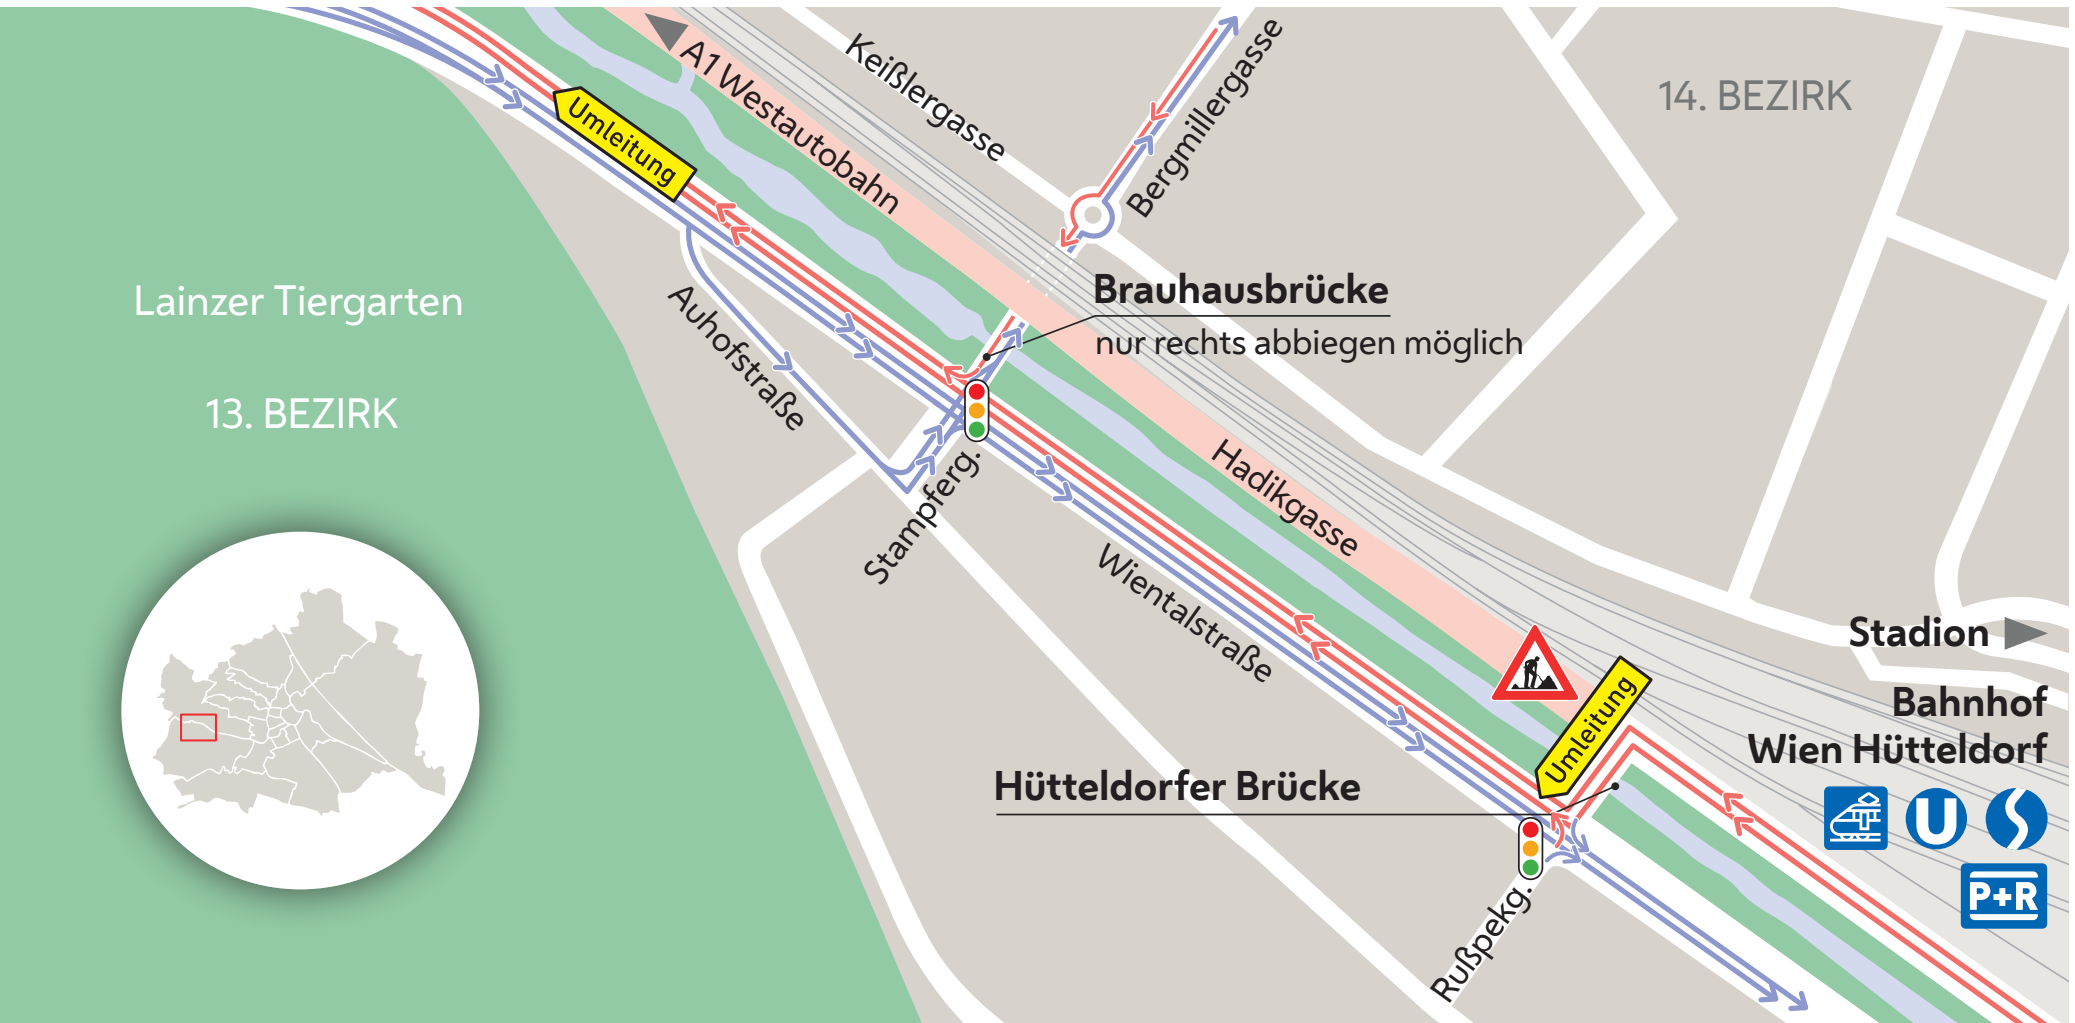 A1 Westautobahn
Keißlergasse
Bergmillergasse
14. BEZIRK
Umleitung
Lainzer Tiergarten
13. BEZIRK
Auhofstraße
Brauhausbrücke
nur rechts abbiegen möglich
Stampferg.
Hadikgasse
Wientalstraße
Stadion
Umleitung
Bahnhof
Wien Hütteldorf
Hütteldorfer Brücke
U
P+R
Rußpekg.